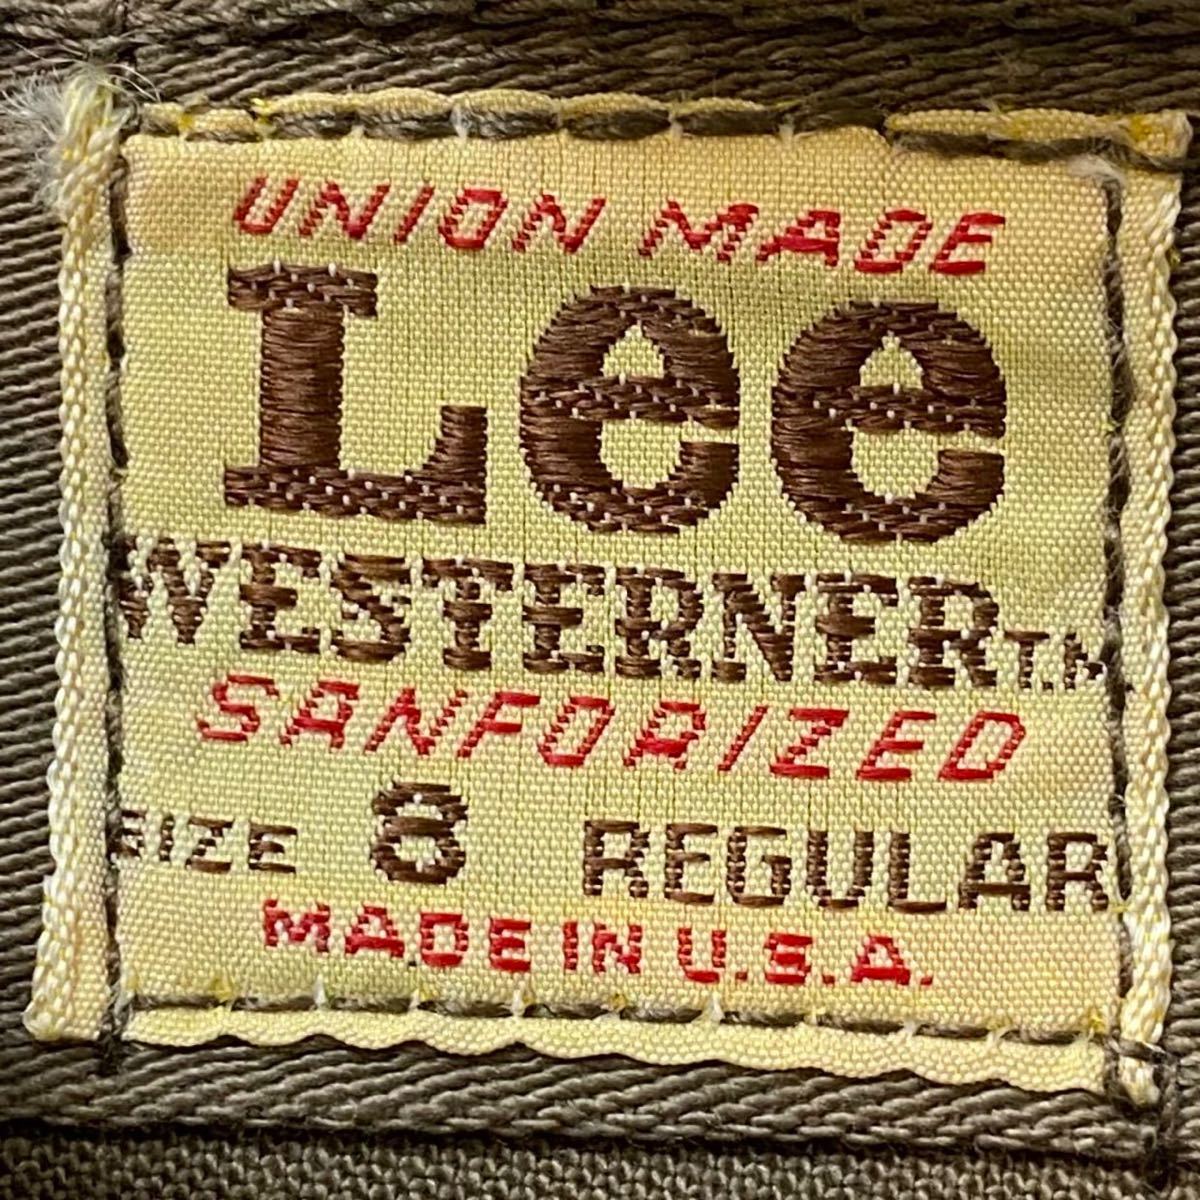 UNION MADE
Lee
WESTERNER T.M.
SANFORIZED
SIZE 8 REGULAR
MADE IN U.S.A.